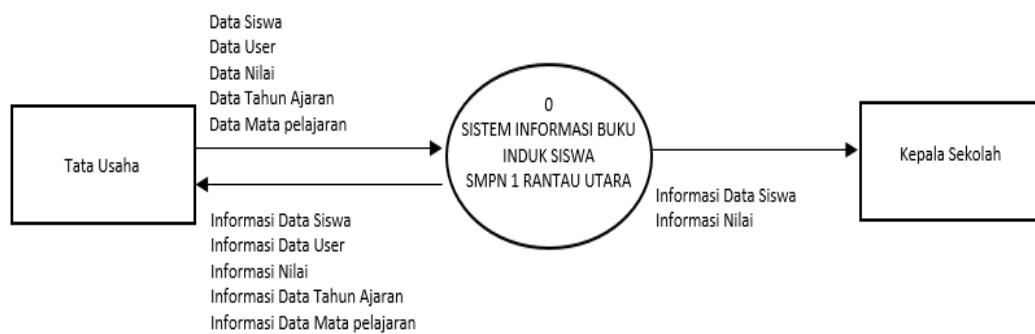 Data Siswa
Data User
Data Nilai
Data Tahun Ajaran
Data Mata pelajaran
Tata Usaha
0
SISTEM INFORMASI BUKU
INDUK SISWA
SMPN 1 RANTAU UTARA
Kepala Sekolah
Informasi Data Siswa
Informasi Nilai
Informasi Data Siswa
Informasi Data User
Informasi Nilai
Informasi Data Tahun Ajaran
Informasi Data Mata pelajaran